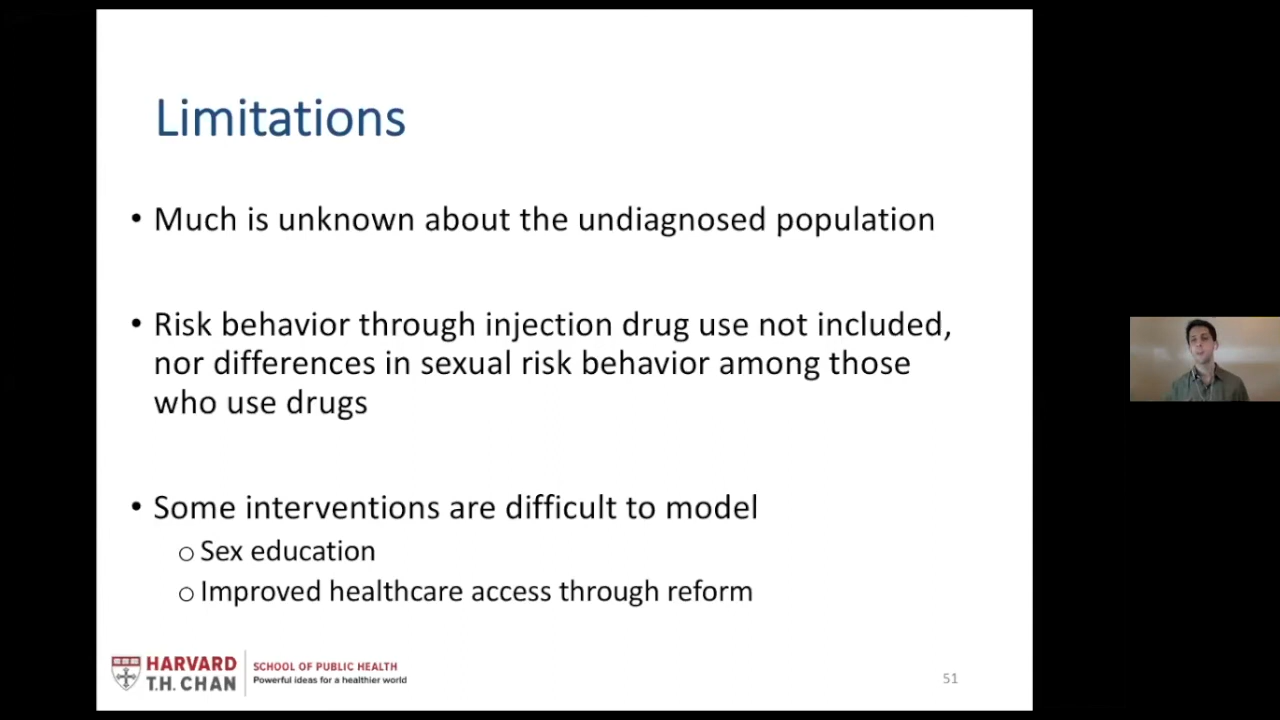 Limitations
• Much is unknown about the undiagnosed population
• Risk behavior through injection drug use not included,
nor differences in sexual risk behavior among those
who use drugs
• Some interventions are difficult to model
o Sex education
o Improved healthcare access through reform
HARVARD
T.H. CHAN
SCHOOL OF PUBLIC HEALTH
Powerful ideas for a healthier world
51